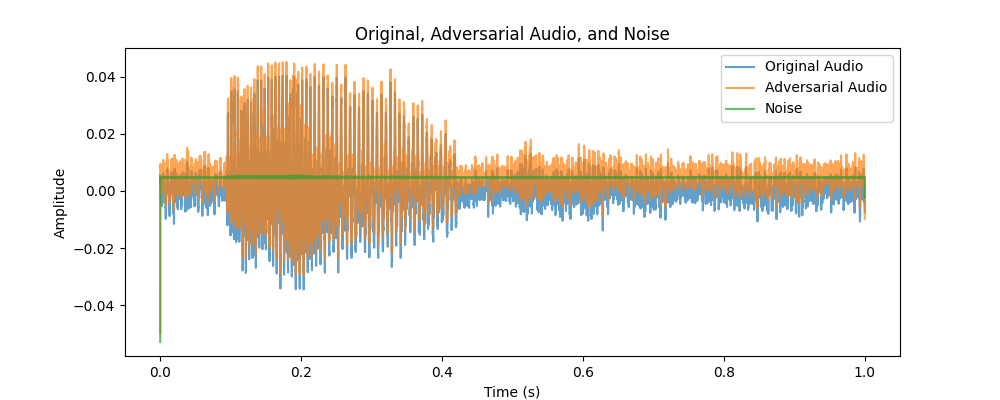 Original, Adversarial Audio, and Noise
Original Audio
Adversarial Audio
Noise
Amplitude
0.04
0.02
0.00
−0.02
−0.04
0.0 0.2 0.4 0.6 0.8 1.0
Time (s)